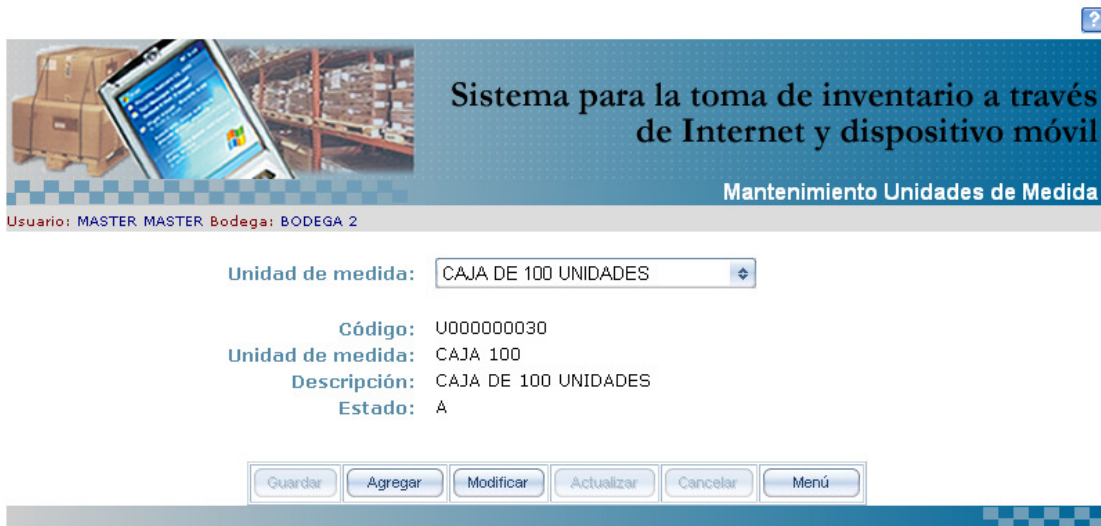 ?
Sistema para la toma de inventario a través
de Internet y dispositivo móvil
Mantenimiento Unidades de Medida
Usuario: MASTER MASTER Bodega: BODEGA 2
Unidad de medida: CAJA DE 100 UNIDADES
Código: U000000030
Unidad de medida: CAJA 100
Descripción: CAJA DE 100 UNIDADES
Estado: A
Guardar Agregar Modificar Actualizar Cancelar Menú